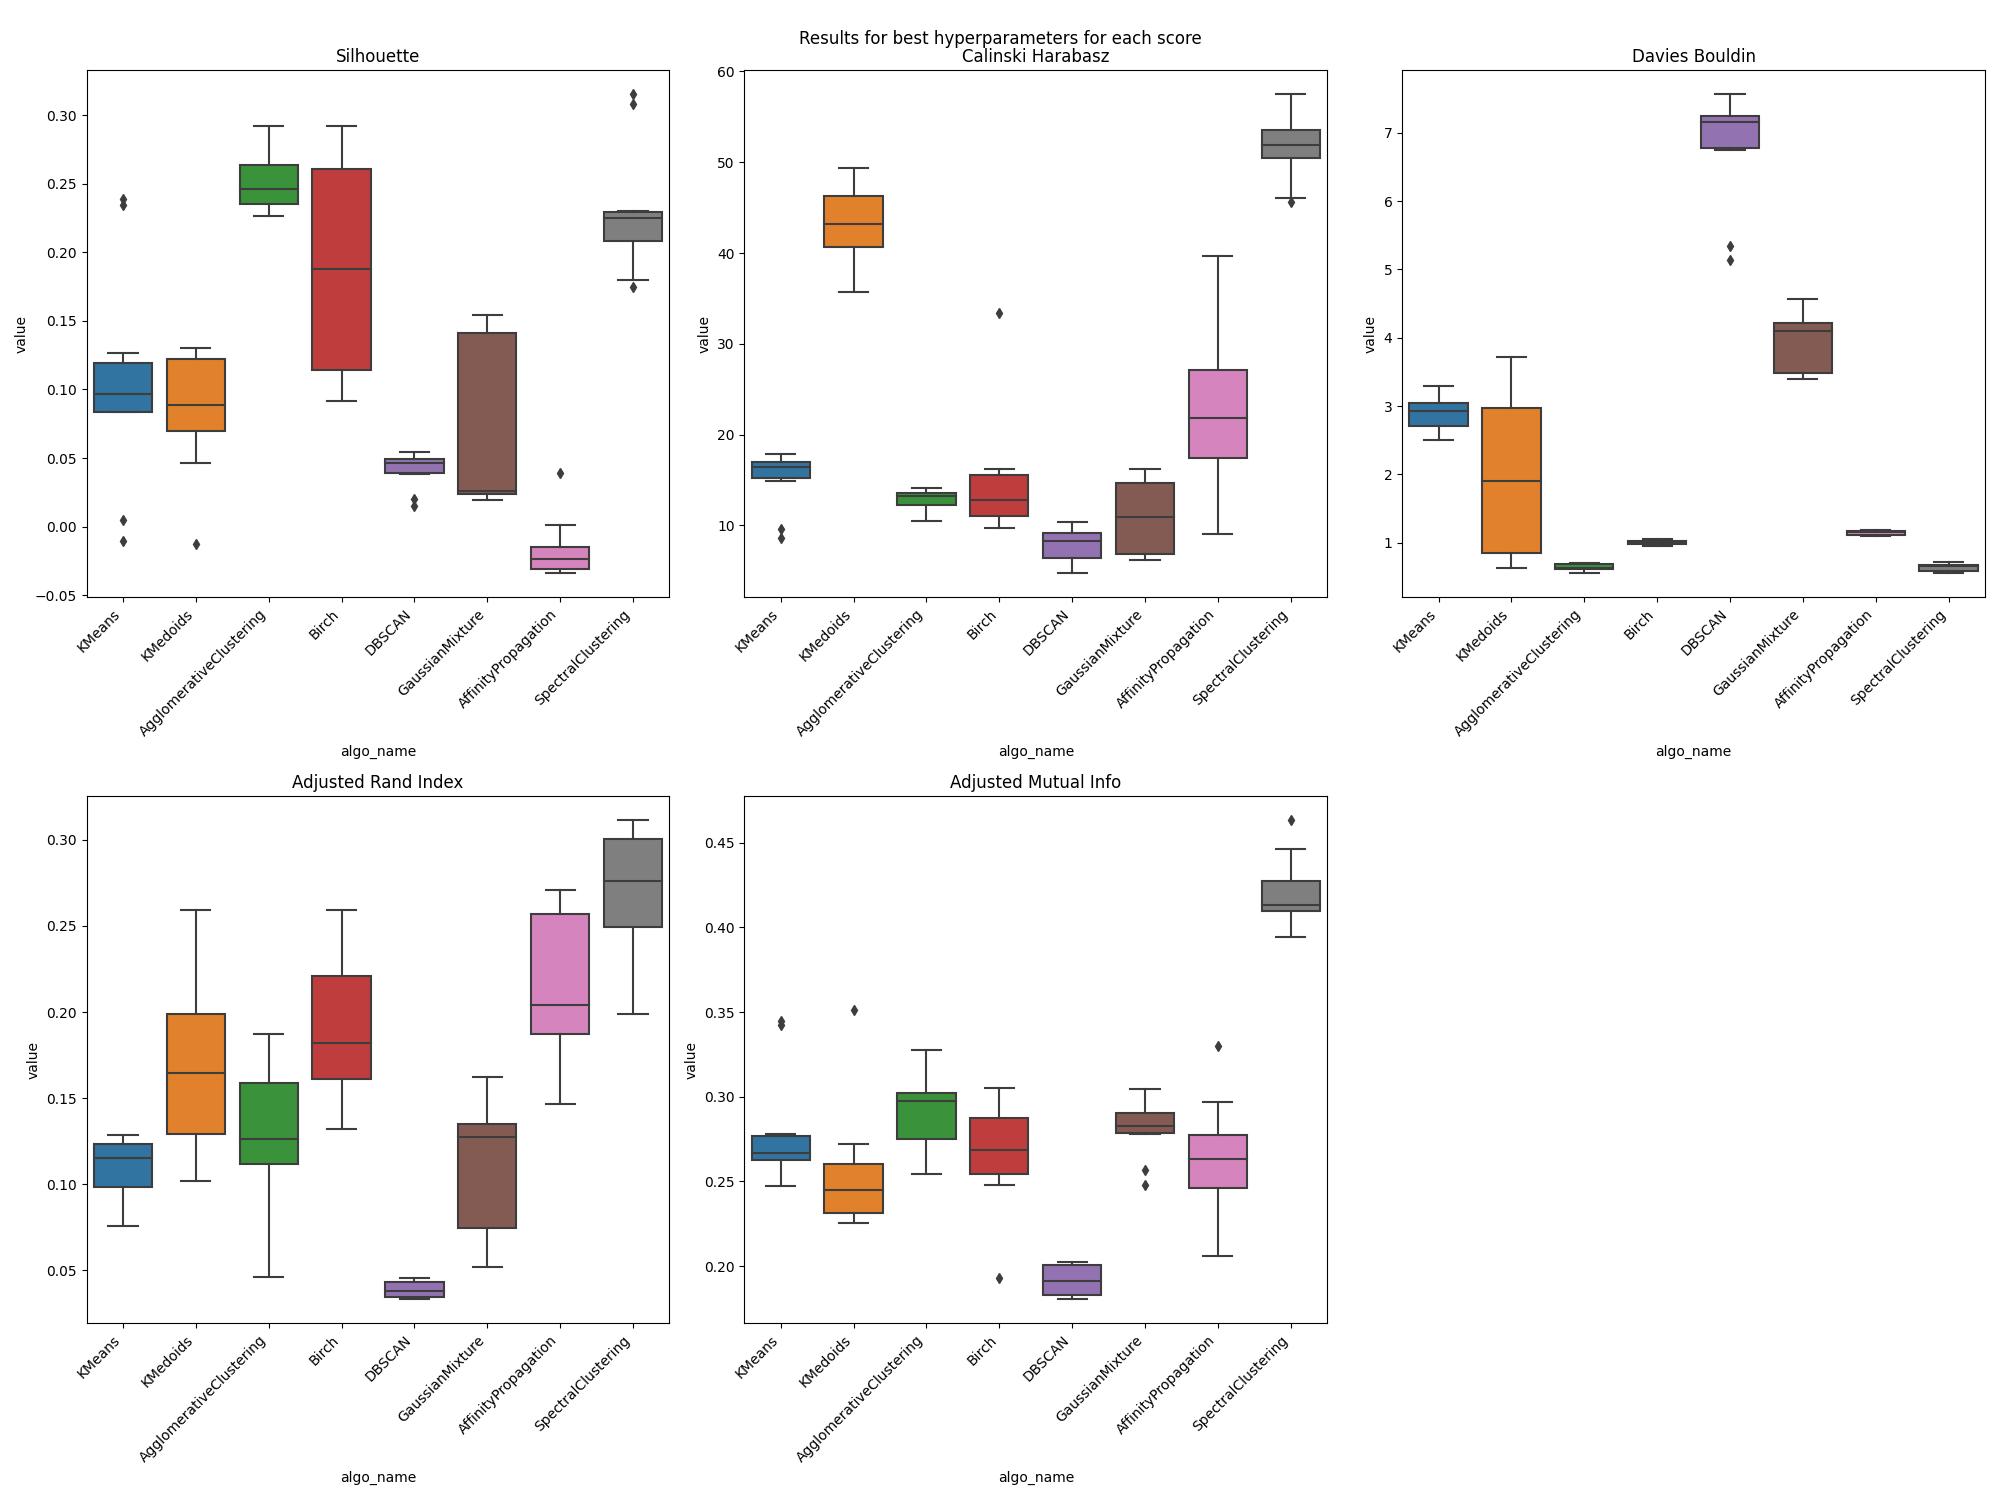 Results for best hyperparameters for each score
Silhouette
value
0.30
0.25
0.20
0.15
0.10
0.05
0.00
−0.05
KMeans
KMedoids
AgglomerativeClustering
Birch
DBSCAN
GaussianMixture
AffinityPropagation
SpectralClustering
algo_name
Calinski Harabasz
value
60
50
40
30
20
10
KMeans
KMedoids
AgglomerativeClustering
Birch
DBSCAN
GaussianMixture
AffinityPropagation
SpectralClustering
algo_name
Davies Bouldin
value
7
6
5
4
3
2
1
KMeans
KMedoids
AgglomerativeClustering
Birch
DBSCAN
GaussianMixture
AffinityPropagation
SpectralClustering
algo_name
Adjusted Rand Index
value
0.30
0.25
0.20
0.15
0.10
0.05
KMeans
KMedoids
AgglomerativeClustering
Birch
DBSCAN
GaussianMixture
AffinityPropagation
SpectralClustering
algo_name
Adjusted Mutual Info
value
0.45
0.40
0.35
0.30
0.25
0.20
KMeans
KMedoids
AgglomerativeClustering
Birch
DBSCAN
GaussianMixture
AffinityPropagation
SpectralClustering
algo_name